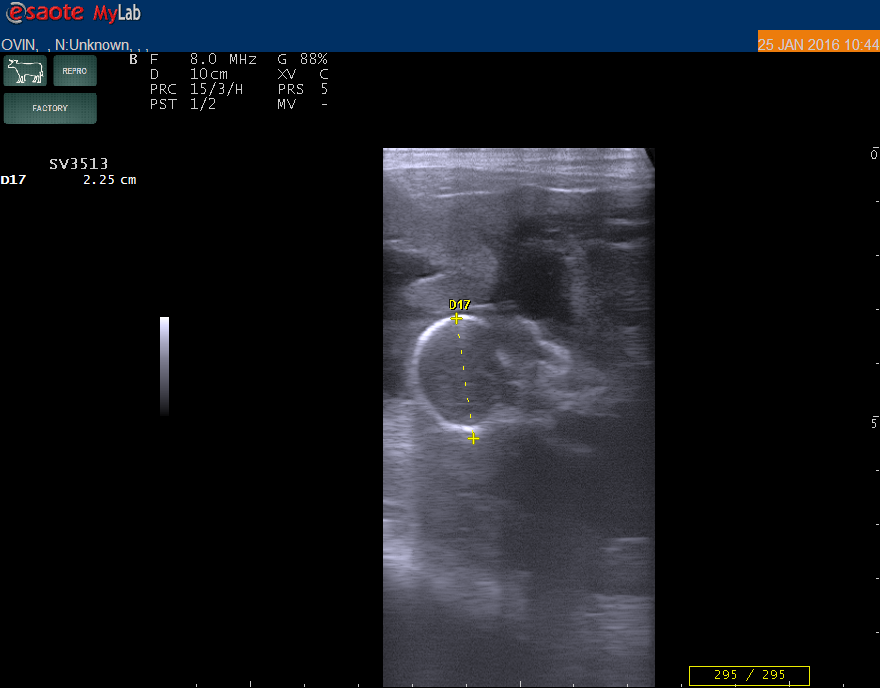 esaote MyLab
OVIN, , N:Unknown, , ,
25 JAN 2016 10:44
REPRO
FACTORY
B F 8.0 MHz G 88%
D 10cm XV C
PRC 15/3/H PRS 5
PST 1/2 MV -
SV3513
D17 2.25 cm
0
D17
5
295 / 295